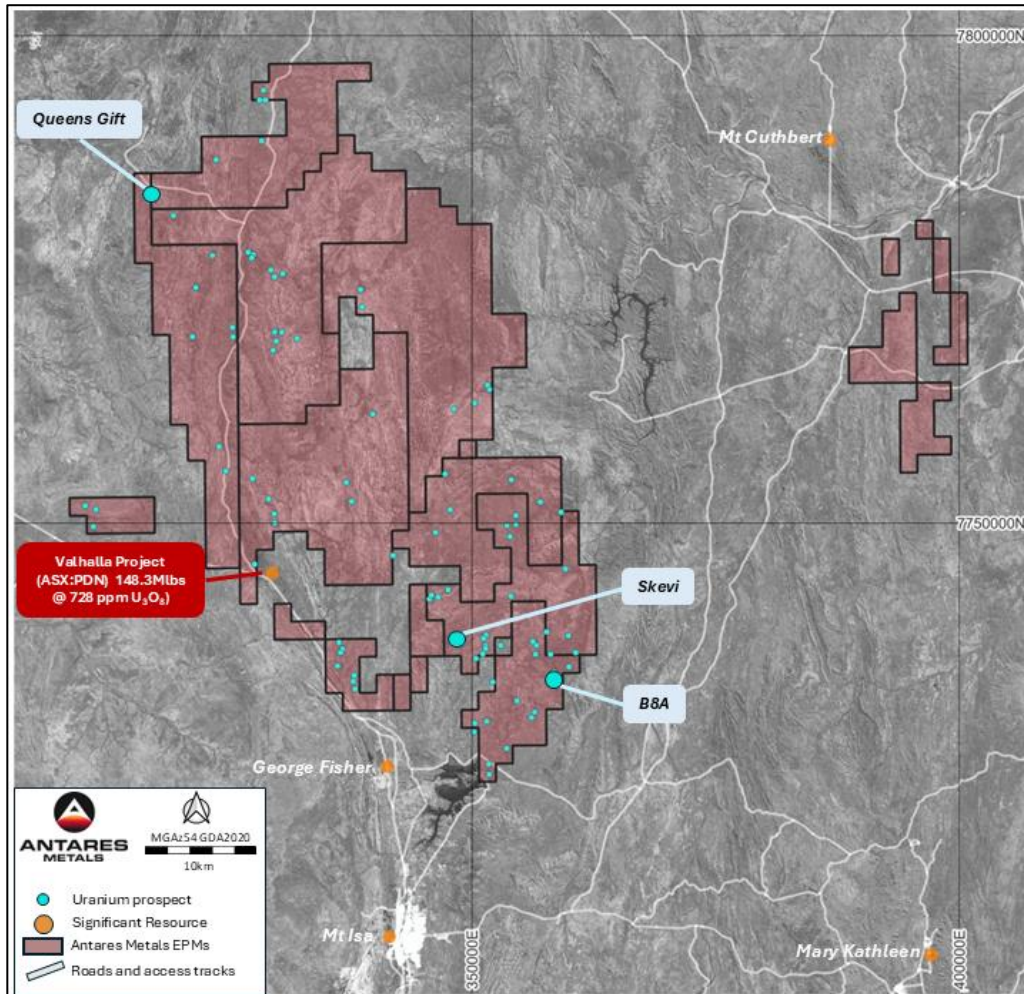 7800000N
Queens Gift
Mt Cuthbert
7750000N
Valhalla Project
(ASX:PDN) 148.3Mlbs
@ 728 ppm U₃O₈)
Skevi
B8A
George Fisher
ANTARES
METALS
MGAz54 GDA2020
10km
Uranium prospect
Significant Resource
Antares Metals EPMs
Roads and access tracks
Mt Isa
350000E
Mary Kathleen
400000E